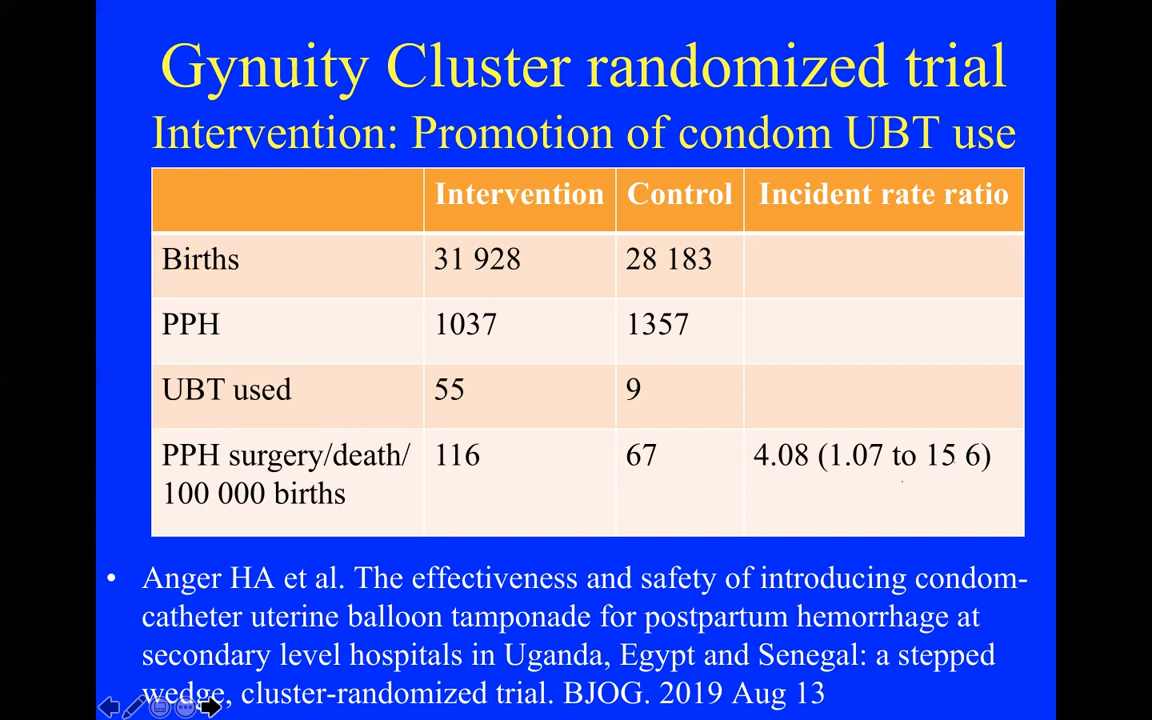 Gynuity Cluster randomized trial
Intervention: Promotion of condom UBT use
Intervention Control Incident rate ratio
Births 31 928 28 183
PPH 1037 1357
UBT used 55 9
PPH surgery/death/ 116 67 4.08 (1.07 to 15 6)
100 000 births
• Anger HA et al. The effectiveness and safety of introducing condom-
catheter uterine balloon tamponade for postpartum hemorrhage at
secondary level hospitals in Uganda, Egypt and Senegal: a stepped
wedge, cluster-randomized trial. BJOG. 2019 Aug 13